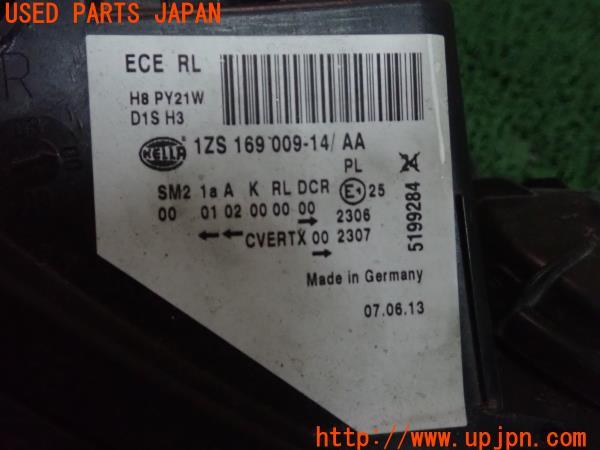 USED PARTS JAPAN
R
ECE RL
H8 PY21W
D1S H3
HELLA
1ZS 169 009-14/ AA
PL
SM2 1a A K RL DCR E1 25
00 01 02 00 00 00 → 2306
← ← CVERTX 00 2307
→
5199284
Made in Germany
07.06.13
UPJ
http://www.upjpn.com